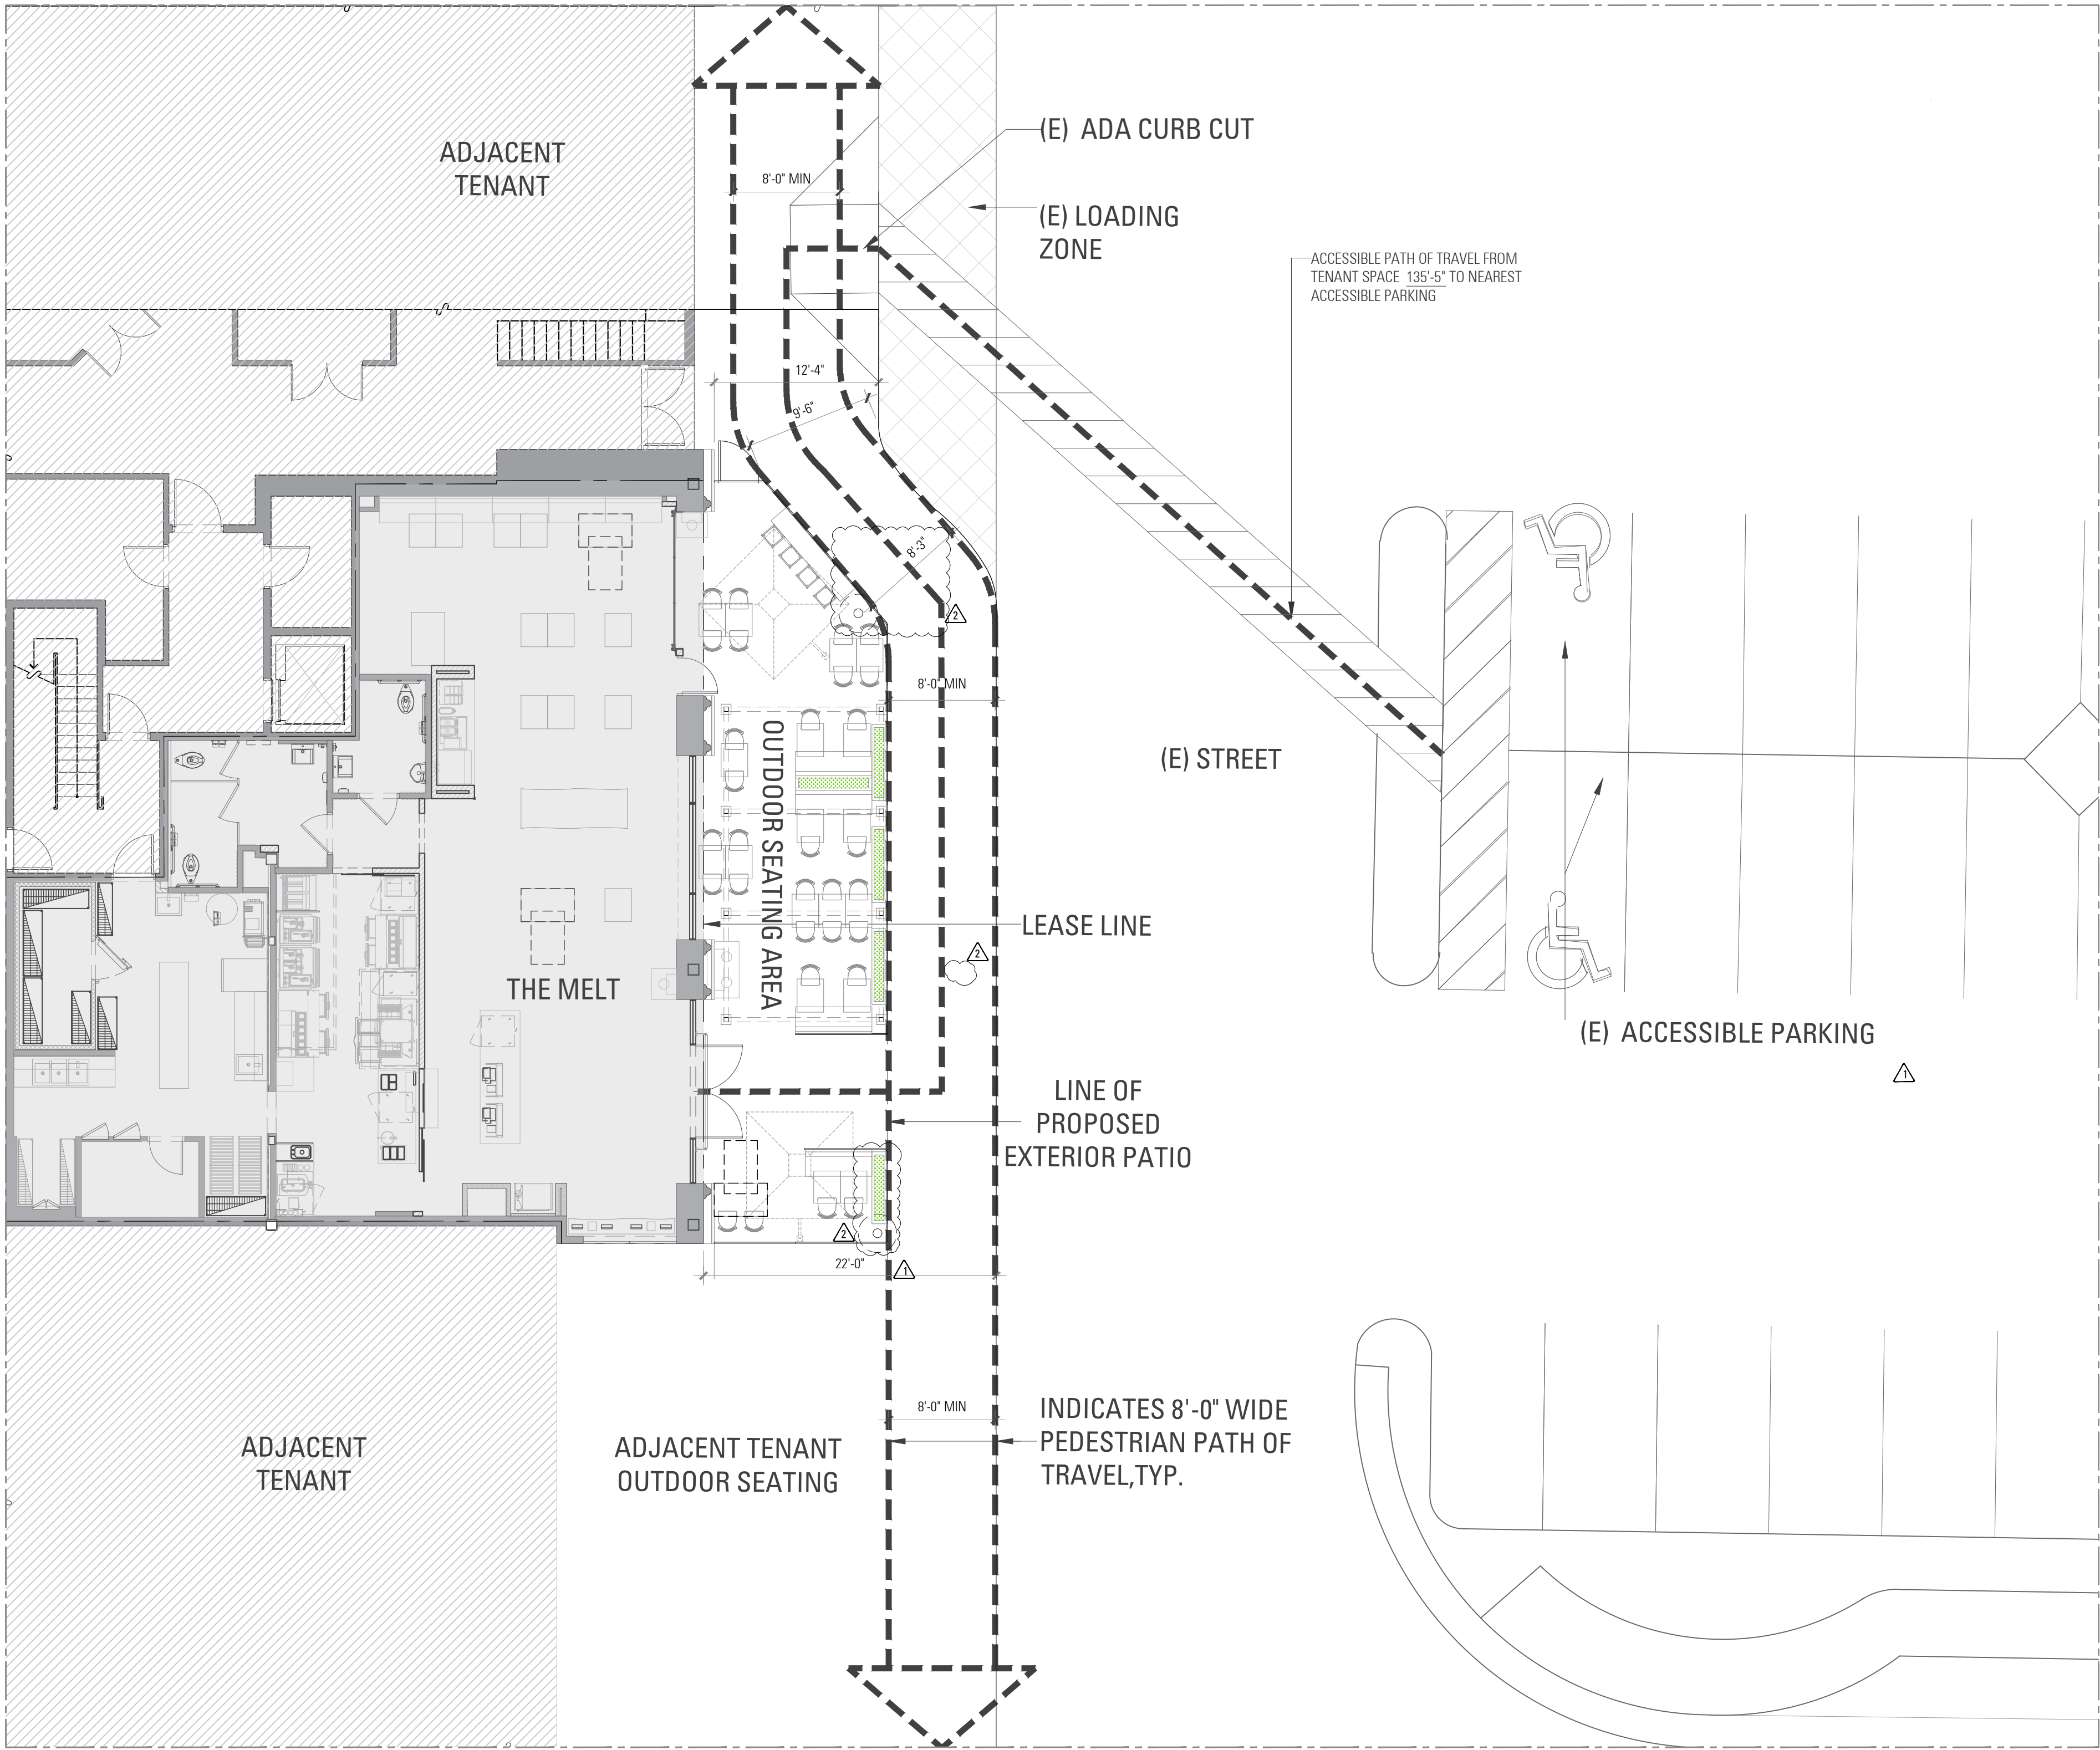 ADJACENT
TENANT
(E) ADA CURB CUT
8'-0" MIN
(E) LOADING
ZONE
ACCESSIBLE PATH OF TRAVEL FROM
TENANT SPACE 135'-5" TO NEAREST
ACCESSIBLE PARKING
12'-4"
9'-6"
8'-3"
2
8'-0" MIN
OUTDOOR SEATING AREA
(E) STREET
LEASE LINE
2
THE MELT
(E) ACCESSIBLE PARKING
1
LINE OF
PROPOSED
EXTERIOR PATIO
2
22'-0"
1
8'-0" MIN
INDICATES 8'-0" WIDE
PEDESTRIAN PATH OF
TRAVEL,TYP.
ADJACENT
TENANT
ADJACENT TENANT
OUTDOOR SEATING